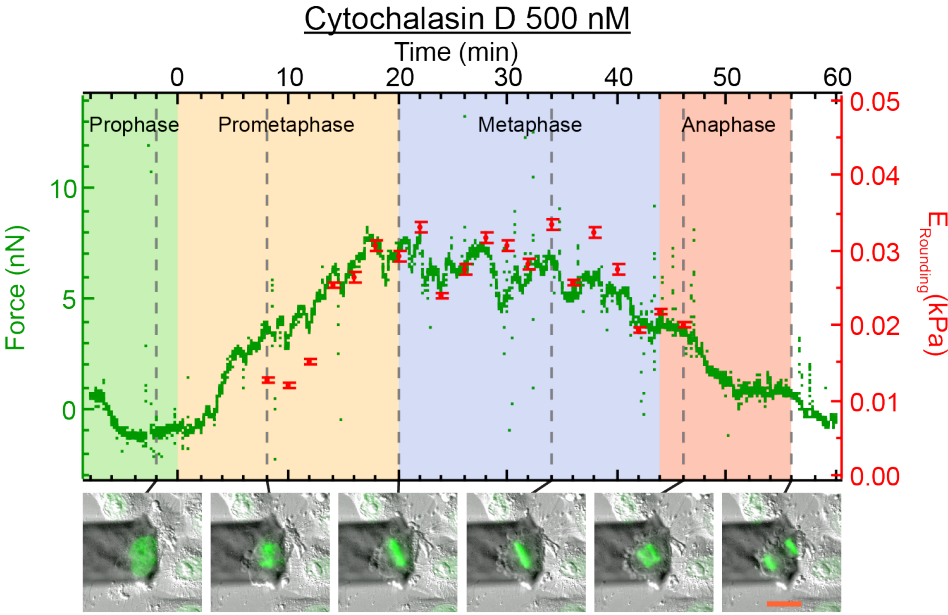 Cytochalasin D 500 nM
Time (min)
0 10 20 30 40 50 60
Prophase Prometaphase Metaphase Anaphase
10
5
0
Force (nN)
0.05
0.04
0.03
0.02
0.01
0.00
E Rounding (kPa)